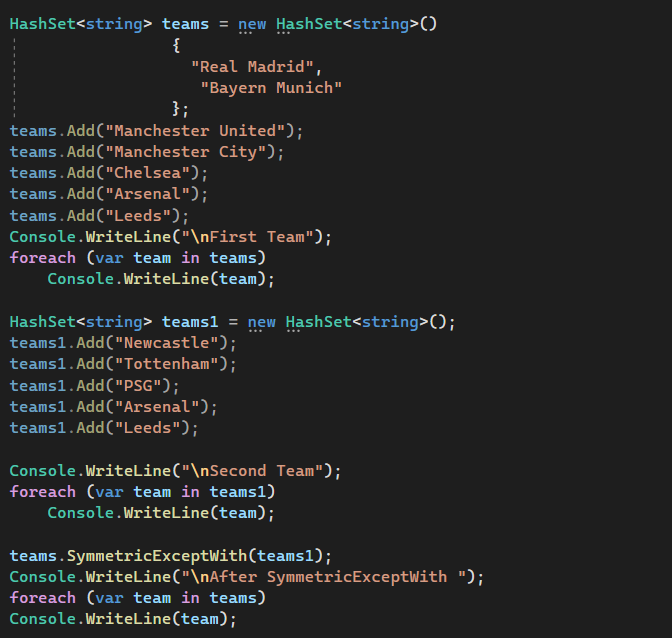 HashSet<string> teams = new HashSet<string>()
{
"Real Madrid",
"Bayern Munich"
};
teams.Add("Manchester United");
teams.Add("Manchester City");
teams.Add("Chelsea");
teams.Add("Arsenal");
teams.Add("Leeds");
Console.WriteLine("\nFirst Team");
foreach (var team in teams)
Console.WriteLine(team);
HashSet<string> teams1 = new HashSet<string>();
teams1.Add("Newcastle");
teams1.Add("Tottenham");
teams1.Add("PSG");
teams1.Add("Arsenal");
teams1.Add("Leeds");
Console.WriteLine("\nSecond Team");
foreach (var team in teams1)
Console.WriteLine(team);
teams.SymmetricExceptWith(teams1);
Console.WriteLine("\nAfter SymmetricExceptWith ");
foreach (var team in teams)
Console.WriteLine(team);